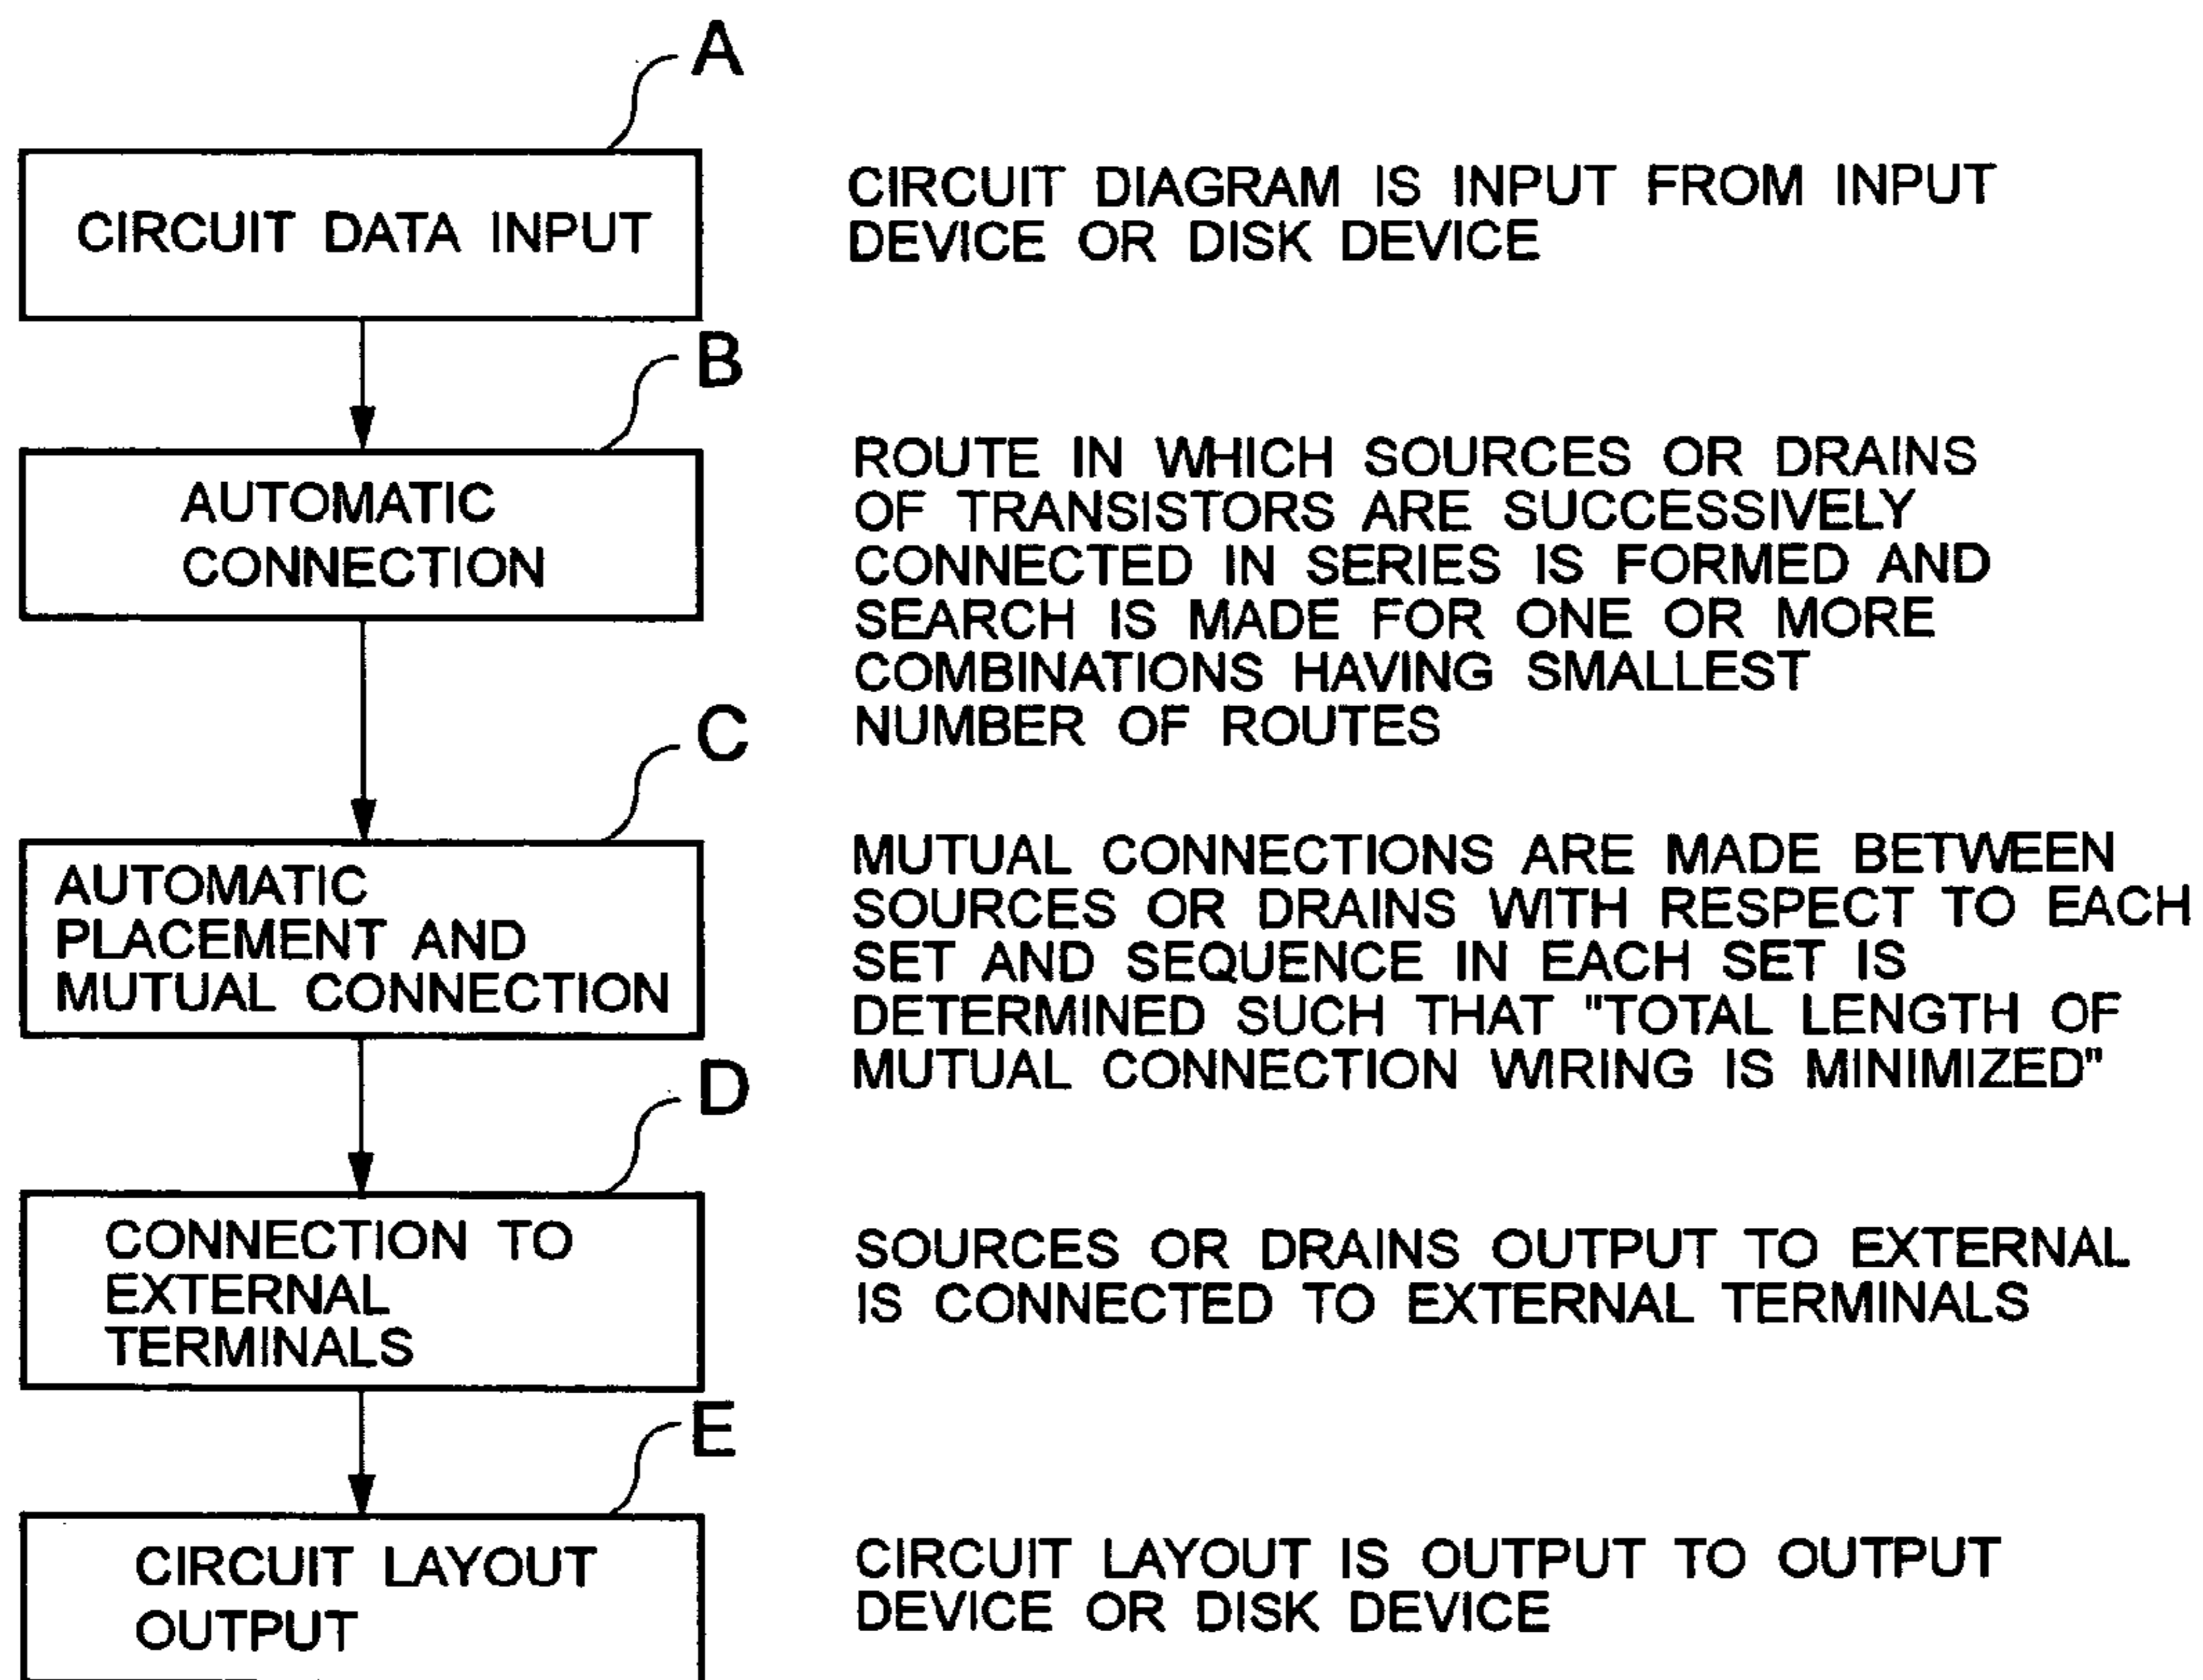 A
CIRCUIT DATA INPUT
CIRCUIT DIAGRAM IS INPUT FROM INPUT
DEVICE OR DISK DEVICE
B
AUTOMATIC
CONNECTION
ROUTE IN WHICH SOURCES OR DRAINS
OF TRANSISTORS ARE SUCCESSIVELY
CONNECTED IN SERIES IS FORMED AND
SEARCH IS MADE FOR ONE OR MORE
COMBINATIONS HAVING SMALLEST
NUMBER OF ROUTES
C
AUTOMATIC
PLACEMENT AND
MUTUAL CONNECTION
MUTUAL CONNECTIONS ARE MADE BETWEEN
SOURCES OR DRAINS WITH RESPECT TO EACH
SET AND SEQUENCE IN EACH SET IS
DETERMINED SUCH THAT "TOTAL LENGTH OF
MUTUAL CONNECTION WIRING IS MINIMIZED"
D
CONNECTION TO
EXTERNAL
TERMINALS
SOURCES OR DRAINS OUTPUT TO EXTERNAL
IS CONNECTED TO EXTERNAL TERMINALS
E
CIRCUIT LAYOUT
OUTPUT
CIRCUIT LAYOUT IS OUTPUT TO OUTPUT
DEVICE OR DISK DEVICE